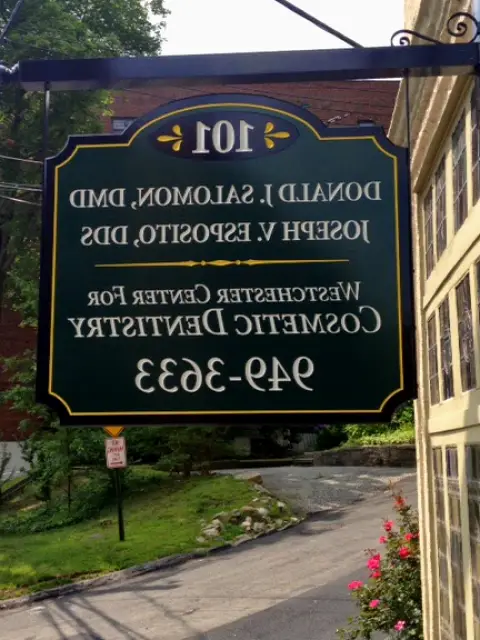 101
DONALD J. SALOMON, DMD
JOSEPH V. ESPOSITO, DDS
WESTCHESTER CENTER FOR
COSMETIC DENTISTRY
949-3633